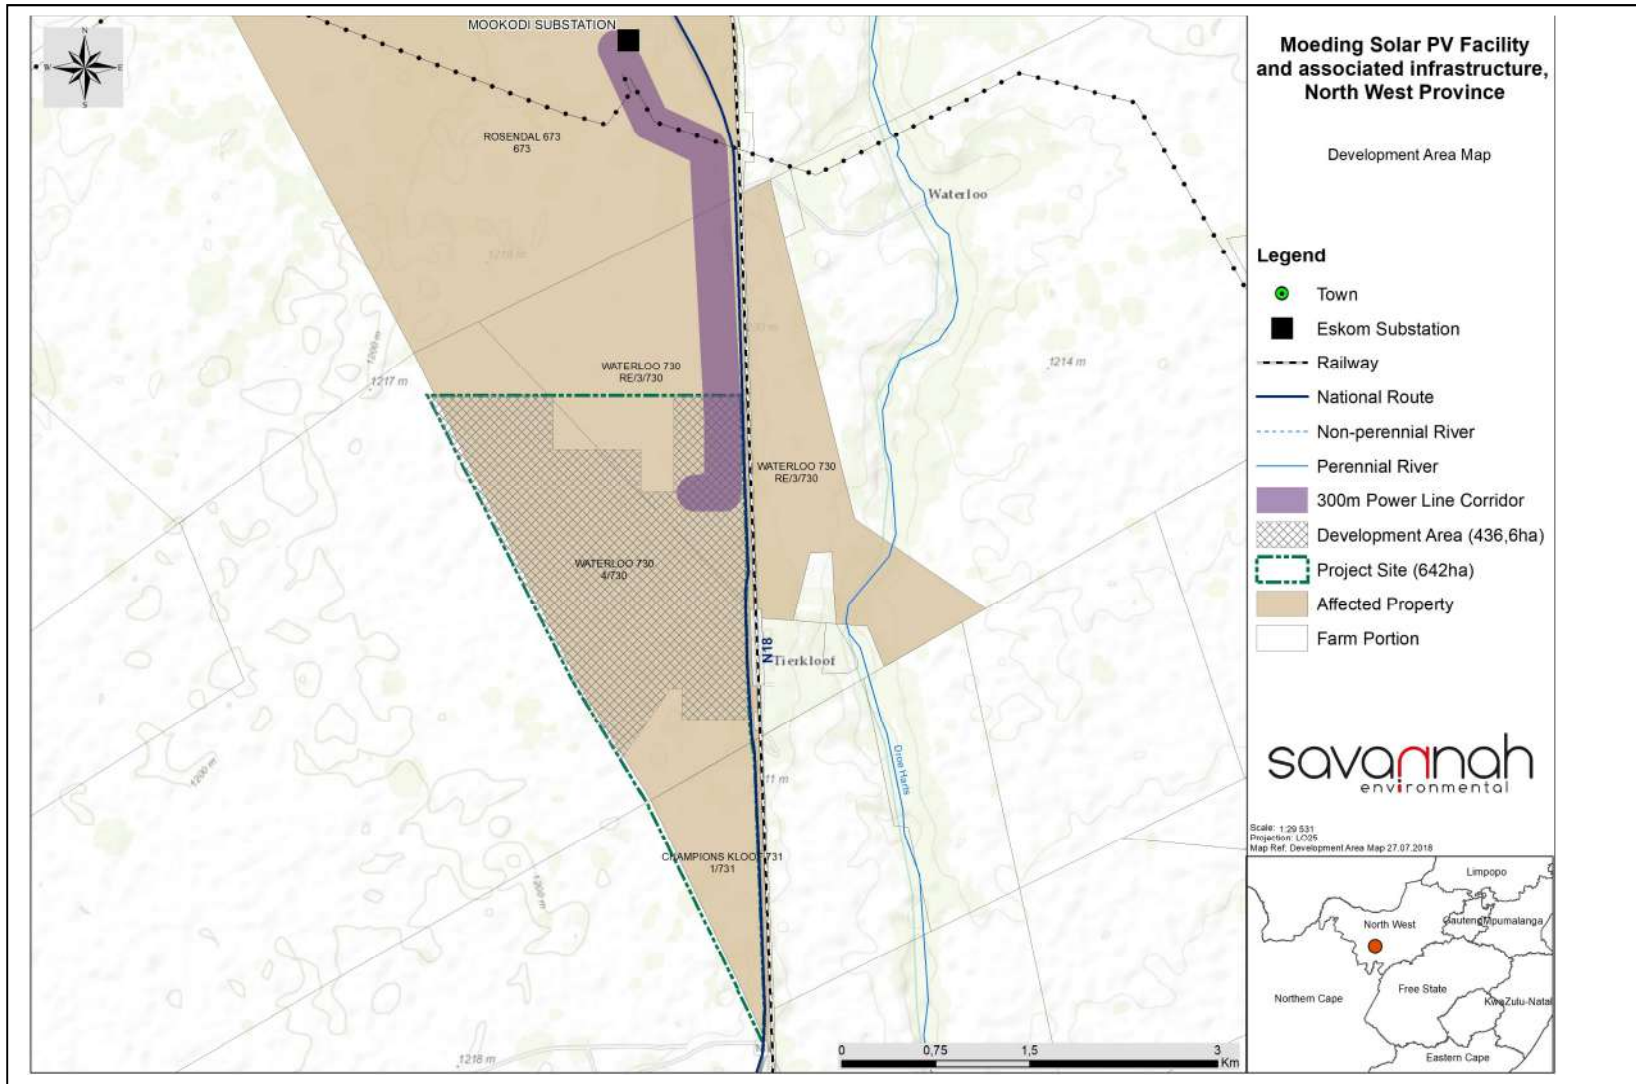 MOOKODI SUBSTATION
N
W
E
S
ROSENDAL 673
673
Waterloo
1218 m
1200 m
1217 m
1214 m
WATERLOO 730
RE/3/730
WATERLOO 730
RE/3/730
WATERLOO 730
4/730
N18
Tierkloof
Droe Harts
11 m
1200 m
CHAMPIONS KLOOF 731
1/731
1200 m
1218 m
0 0,75 1,5 3
Km
Moeding Solar PV Facility
and associated infrastructure,
North West Province
Development Area Map
Legend
Town
Eskom Substation
Railway
National Route
Non-perennial River
Perennial River
300m Power Line Corridor
Development Area (436,6ha)
Project Site (642ha)
Affected Property
Farm Portion
savannah
environmental
Scale: 1:29 531
Projection: LO25
Map Ref: Development Area Map 27.07.2018
Limpopo
North West
Gauteng
Mpumalanga
Free State
Northern Cape
KwaZulu-Natal
Eastern Cape